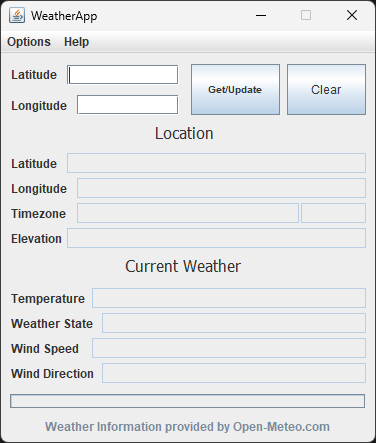 WeatherApp
Options Help
Latitude
Get/Update
Clear
Longitude
Location
Latitude
Longitude
Timezone
Elevation
Current Weather
Temperature
Weather State
Wind Speed
Wind Direction
Weather Information provided by Open-Meteo.com